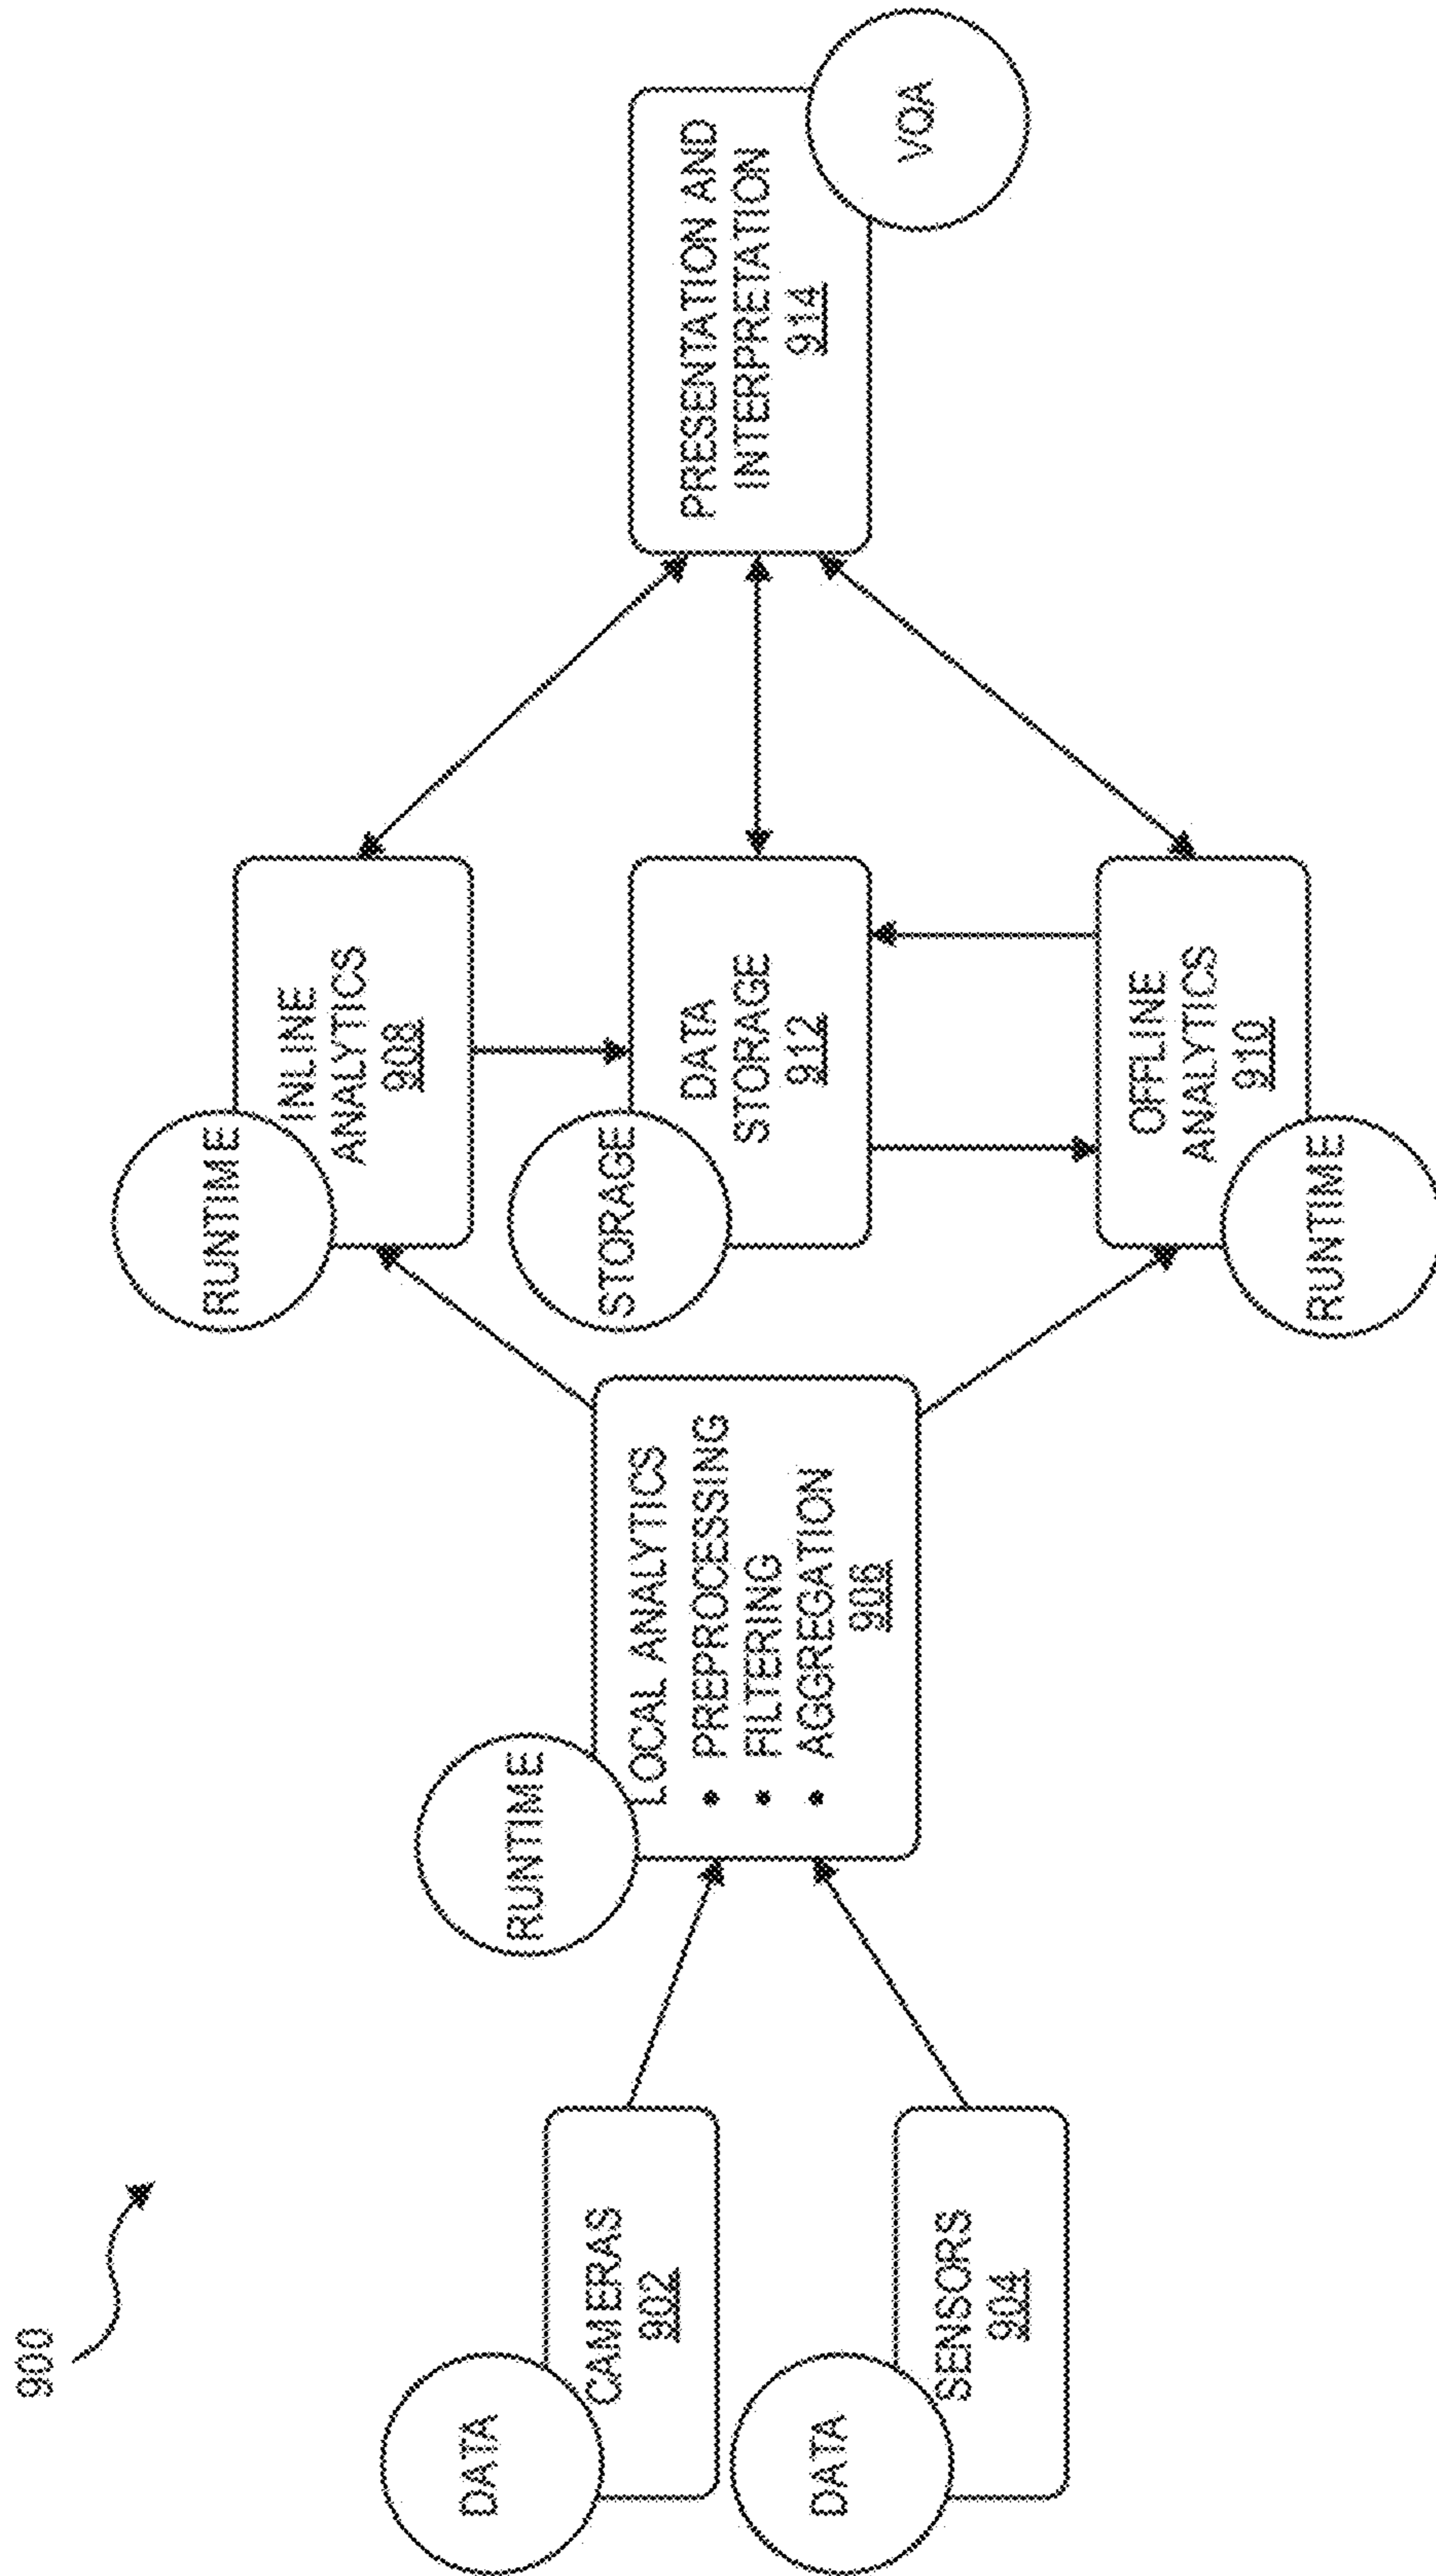 900
DATA
CAMERAS
902
DATA
SENSORS
904
RUNTIME
LOCAL ANALYTICS
• PREPROCESSING
• FILTERING
• AGGREGATION
906
RUNTIME
INLINE
ANALYTICS
908
STORAGE
DATA
STORAGE
912
OFFLINE
ANALYTICS
910
RUNTIME
PRESENTATION AND
INTERPRETATION
914
VQA